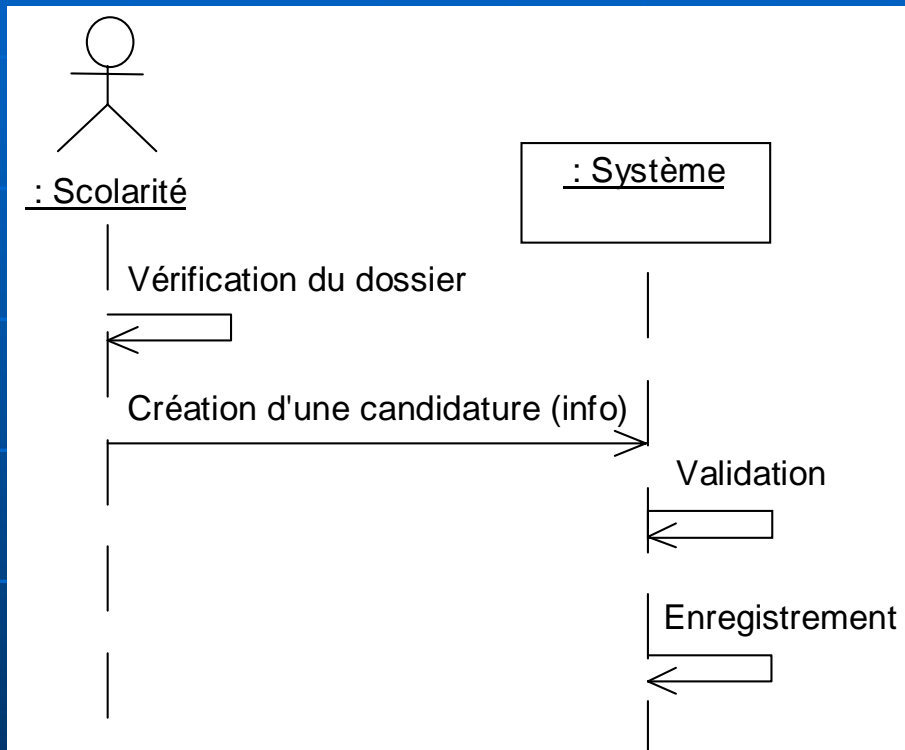 : Scolarité
: Système
Vérification du dossier
Création d'une candidature (info)
Validation
Enregistrement